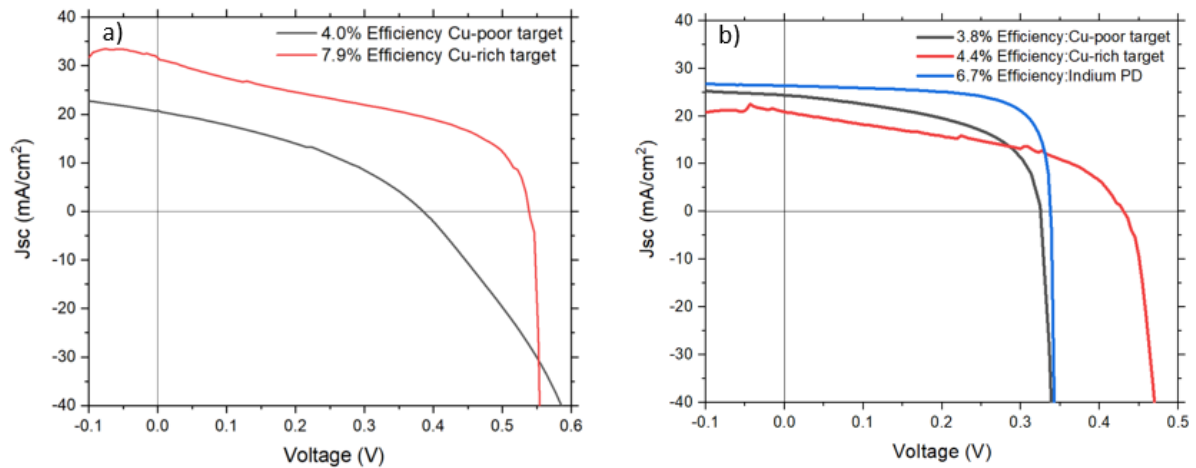 a)
4.0% Efficiency Cu-poor target
7.9% Efficiency Cu-rich target
Jsc (mA/cm²)
40
30
20
10
0
-10
-20
-30
-40
-0.1 0.0 0.1 0.2 0.3 0.4 0.5 0.6
Voltage (V)
b)
3.8% Efficiency:Cu-poor target
4.4% Efficiency:Cu-rich target
6.7% Efficiency:Indium PD
Jsc (mA/cm²)
40
30
20
10
0
-10
-20
-30
-40
-0.1 0.0 0.1 0.2 0.3 0.4 0.5
Voltage (V)